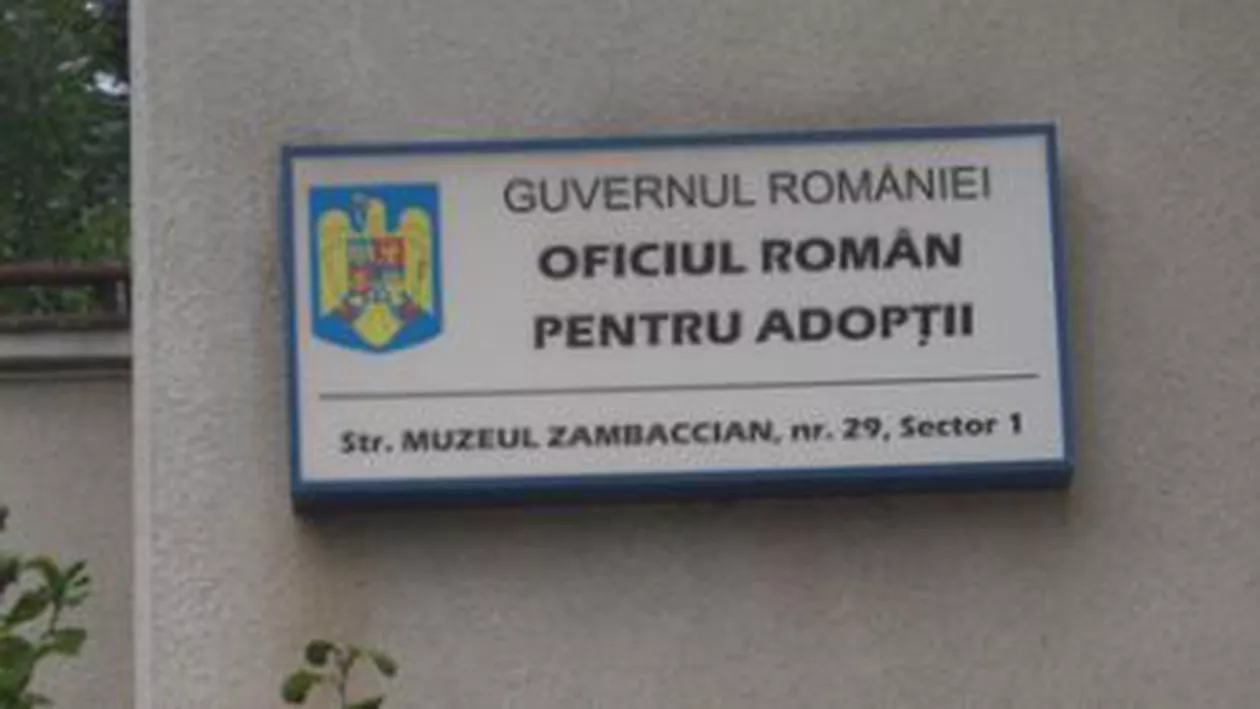 GUVERNUL ROMÂNIEI
OFICIUL ROMÂN
PENTRU ADOPȚII
Str. MUZEUL ZAMBACCIAN, nr. 29, Sector 1